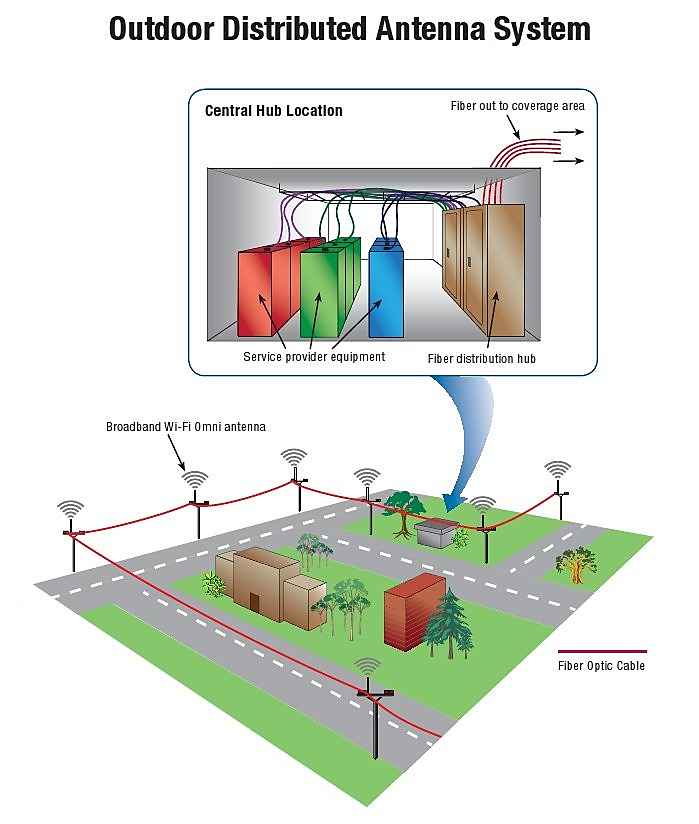 Outdoor Distributed Antenna System
Central Hub Location
Fiber out to coverage area
Service provider equipment
Fiber distribution hub
Broadband Wi-Fi Omni antenna
Fiber Optic Cable